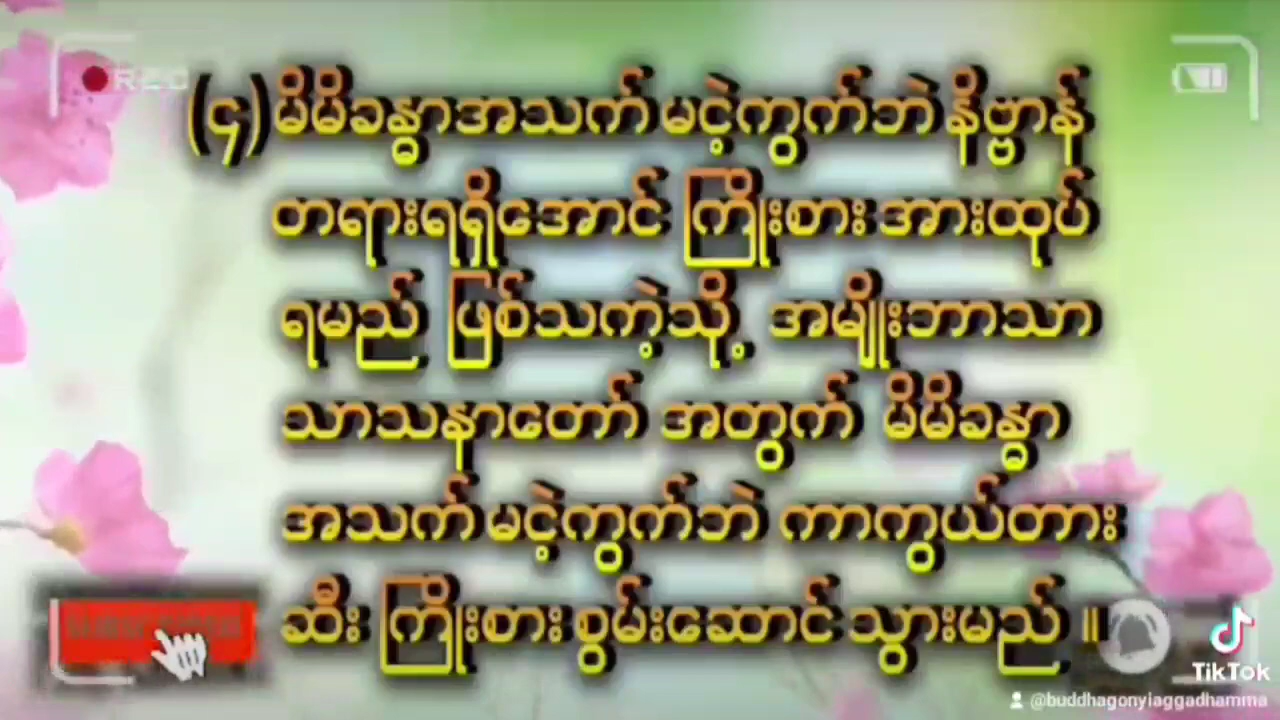 REC
(၄) မိမိခန္ဓာအသက် မငဲ့ကွက်ဘဲ နိဗ္ဗာန်
တရားရရှိအောင် ကြိုးစား အားထုပ်
ရမည် ဖြစ်သကဲ့သို့ အမျိုးဘာသာ
သာသနာတော် အတွက် မိမိခန္ဓာ
အသက် မငဲ့ကွက်ဘဲ ကာကွယ်တား
ဆီး ကြိုးစား စွမ်းဆောင် သွားမည် ။
TikTok
@buddhagonyiaggadhamma